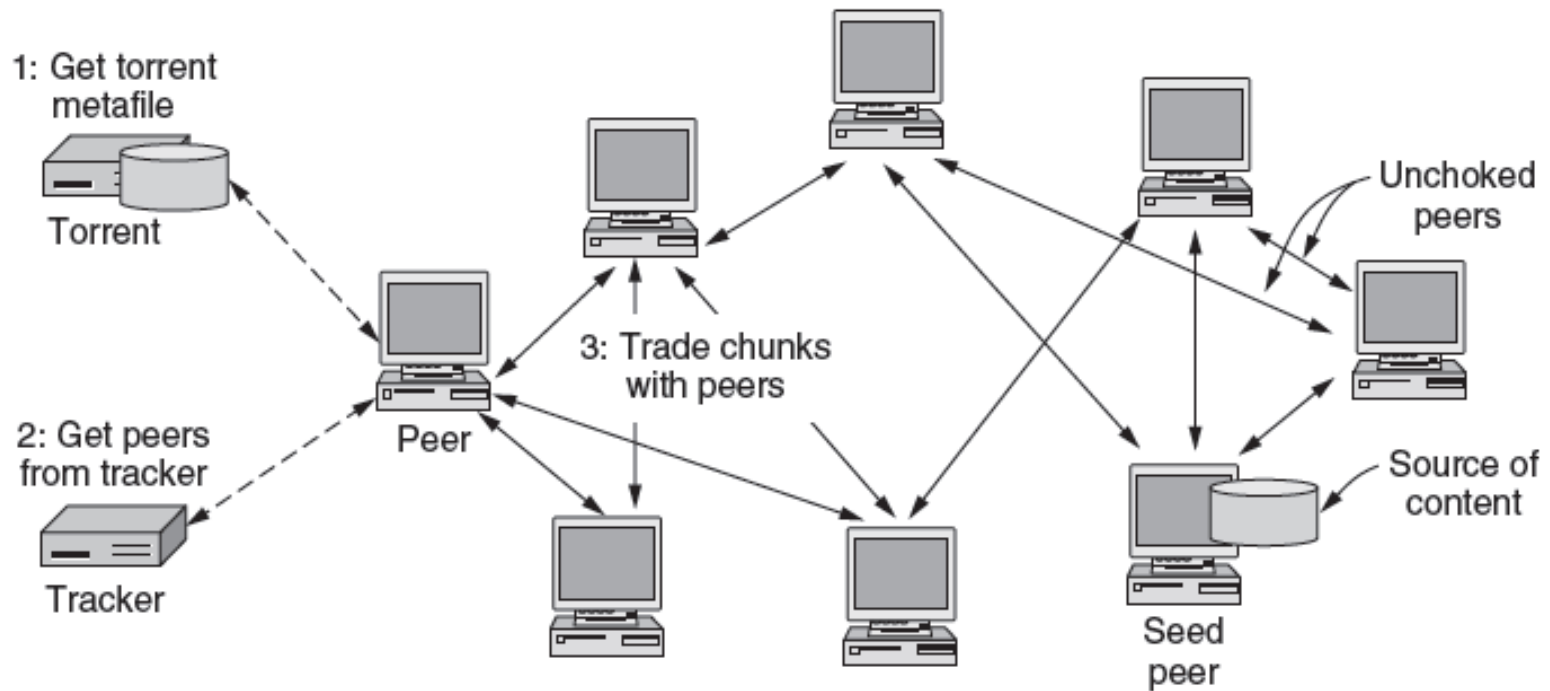 1: Get torrent
metafile
Torrent
2: Get peers
from tracker
Tracker
Peer
3: Trade chunks
with peers
Unchoked
peers
Source of
content
Seed
peer